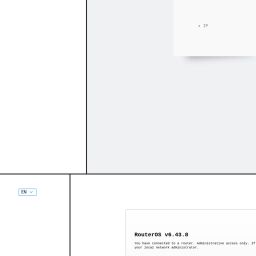 IP
EN
RouterOS v6.43.8
You have connected to a router. Administrative access only. If
your local network administrator.